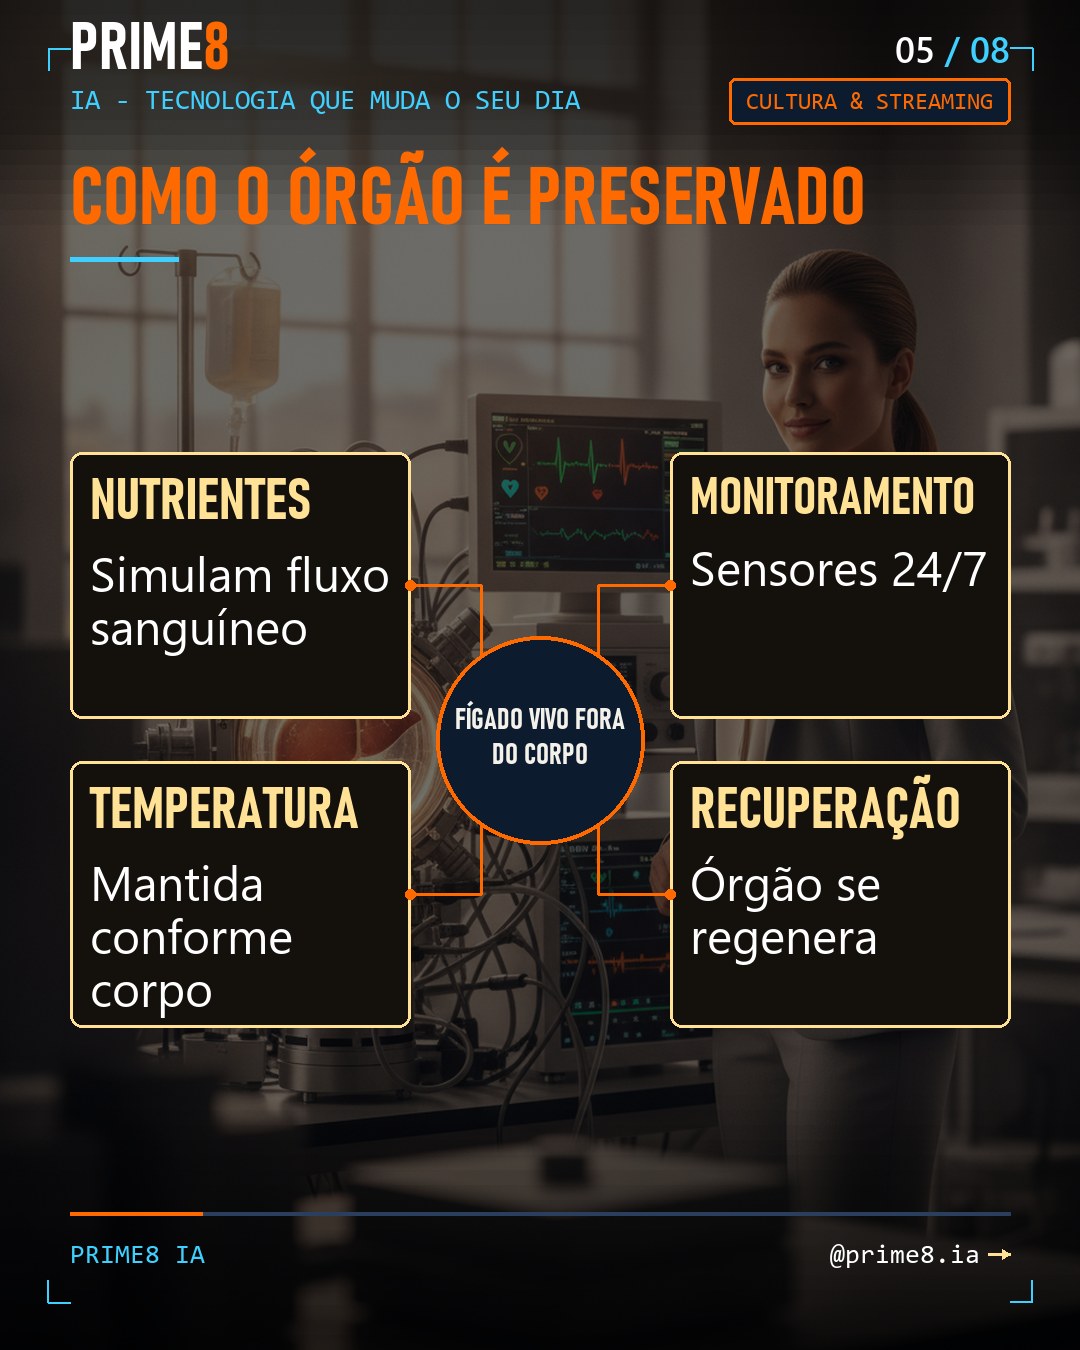 PRIME8
05 / 08
IA - TECNOLOGIA QUE MUDA O SEU DIA
CULTURA & STREAMING
COMO O ÓRGÃO É PRESERVADO
NUTRIENTES
Simulam fluxo
sanguíneo
MONITORAMENTO
Sensores 24/7
FÍGADO VIVO FORA
DO CORPO
TEMPERATURA
Mantida
conforme
corpo
RECUPERAÇÃO
Órgão se
regenera
PRIME8 IA
@prime8.ia